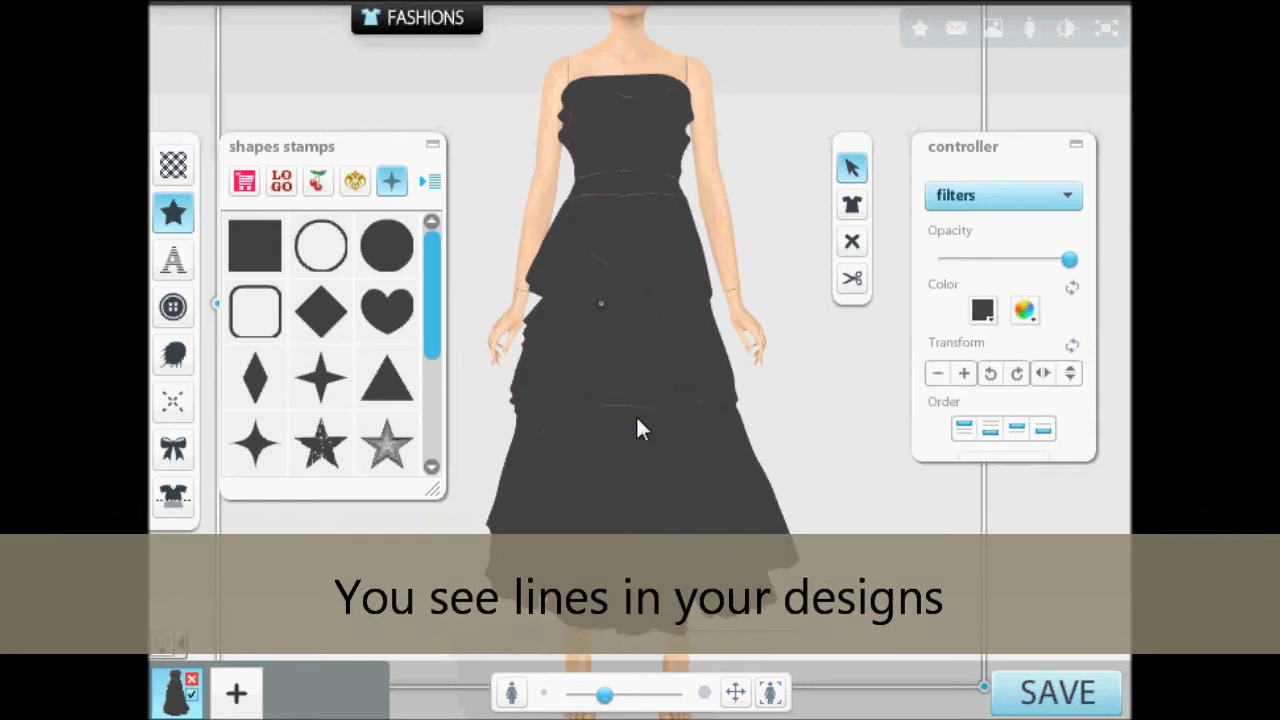 FASHIONS
shapes stamps
LO
GO
controller
filters
Opacity
Color
Transform
Order
You see lines in your designs
SAVE